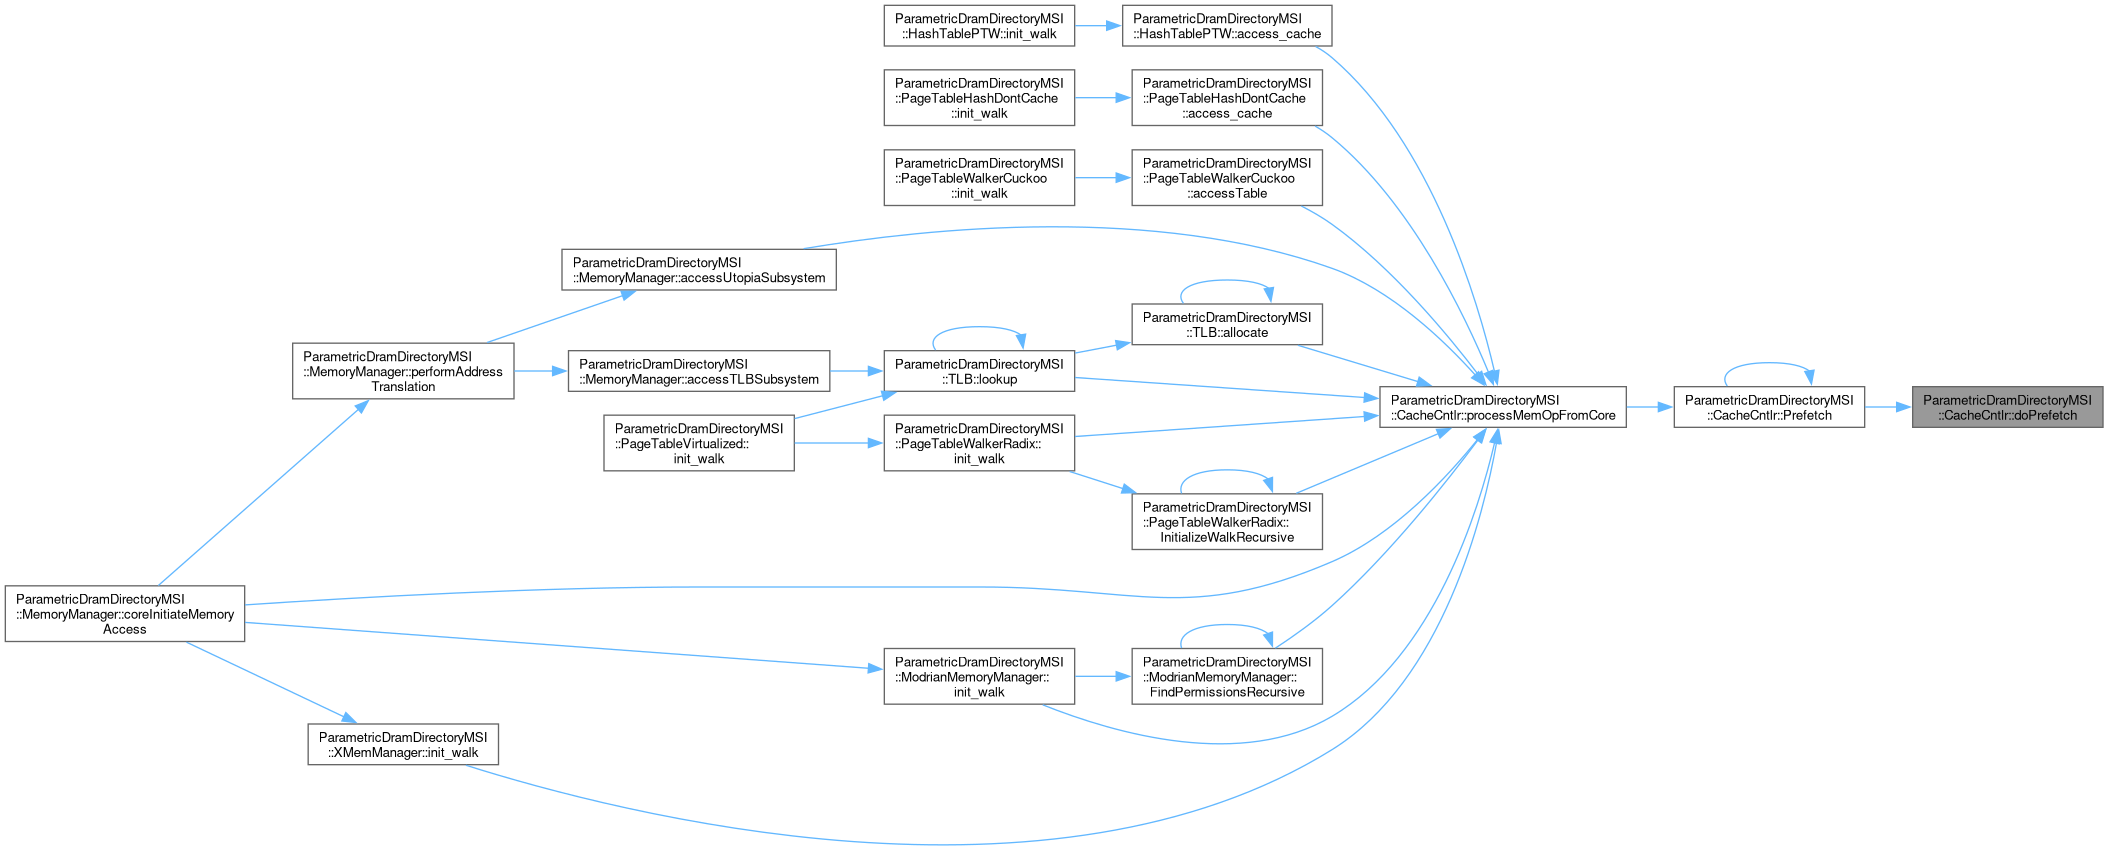 ParametricDramDirectoryMSI
::HashTablePTW::init_walk
ParametricDramDirectoryMSI
::HashTablePTW::access_cache
ParametricDramDirectoryMSI
::PageTableHashDontCache
::init_walk
ParametricDramDirectoryMSI
::PageTableHashDontCache
::access_cache
ParametricDramDirectoryMSI
::PageTableWalkerCuckoo
::init_walk
ParametricDramDirectoryMSI
::PageTableWalkerCuckoo
::accessTable
ParametricDramDirectoryMSI
::MemoryManager::accessUtopiaSubsystem
ParametricDramDirectoryMSI
::TLB::allocate
ParametricDramDirectoryMSI
::MemoryManager::performAddress
Translation
ParametricDramDirectoryMSI
::MemoryManager::accessTLBSubsystem
ParametricDramDirectoryMSI
::TLB::lookup
ParametricDramDirectoryMSI
::CacheCntlr::processMemOpFromCore
ParametricDramDirectoryMSI
::CacheCntlr::Prefetch
ParametricDramDirectoryMSI
::CacheCntlr::doPrefetch
ParametricDramDirectoryMSI
::PageTableVirtualized::
init_walk
ParametricDramDirectoryMSI
::PageTableWalkerRadix::
init_walk
ParametricDramDirectoryMSI
::PageTableWalkerRadix::
InitializeWalkRecursive
ParametricDramDirectoryMSI
::MemoryManager::coreInitiateMemory
Access
ParametricDramDirectoryMSI
::ModrianMemoryManager::
init_walk
ParametricDramDirectoryMSI
::ModrianMemoryManager::
FindPermissionsRecursive
ParametricDramDirectoryMSI
::XMemManager::init_walk